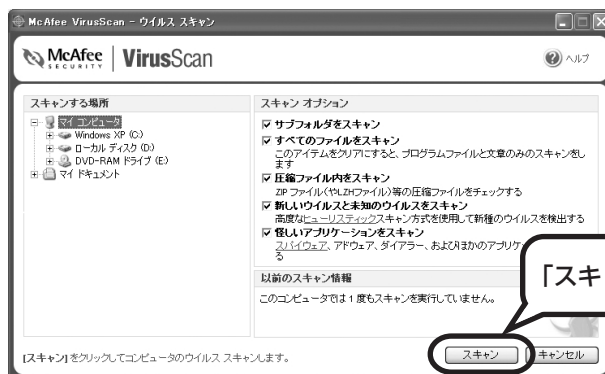 McAfee VirusScan - ウイルス スキャン
McAfee SECURITY VirusScan
ヘルプ
スキャンする場所
マイ コンピュータ
Windows XP (C:)
ローカル ディスク (D:)
DVD-RAM ドライブ (E:)
マイ ドキュメント
スキャン オプション
サブフォルダをスキャン
すべてのファイルをスキャン
このアイテムをクリアにすると、プログラムファイルと文章のみのスキャンをし
ます
圧縮ファイル内をスキャン
ZIP ファイル(やLZHファイル)等の圧縮ファイルをチェックする
新しいウイルスと未知のウイルスをスキャン
高度なヒューリスティックスキャン方式を使用して新種のウイルスを検出する
怪しいアプリケーションをスキャン
スパイウェア、アドウェア、ダイアラー、およびほかのアプリケ
る
以前のスキャン情報
このコンピュータでは 1 度もスキャンを実行していません。
「スキ
[スキャン] をクリックしてコンピュータのウイルス スキャンします。
スキャン
キャンセル